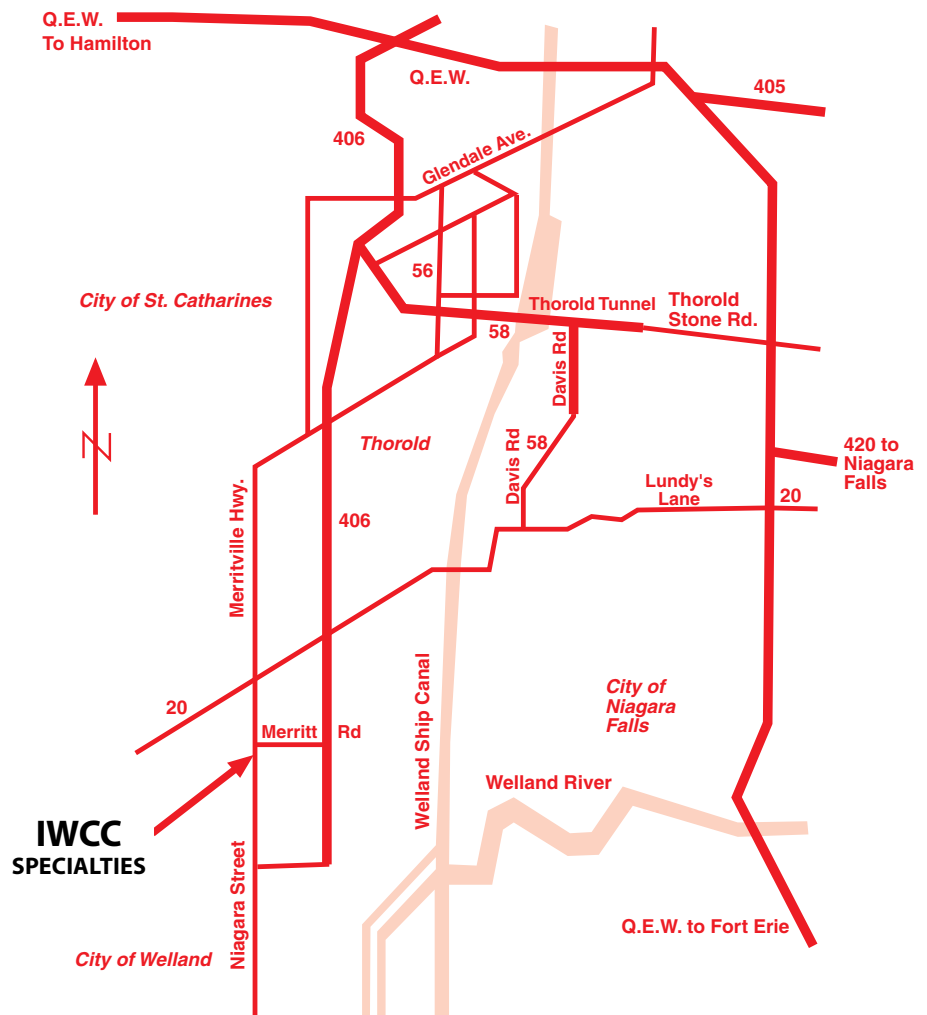 Q.E.W.
To Hamilton
Q.E.W.
405
406
Glendale Ave.
56
City of St. Catharines
Thorold Tunnel
Thorold
Stone Rd.
58
Davis Rd
N
Thorold
58
Davis Rd
420 to
Niagara
Falls
Lundy's
Lane
20
Merritville Hwy.
406
20
City of
Niagara
Falls
Merritt Rd
Welland Ship Canal
Welland River
IWCC
SPECIALTIES
Niagara Street
Q.E.W. to Fort Erie
City of Welland